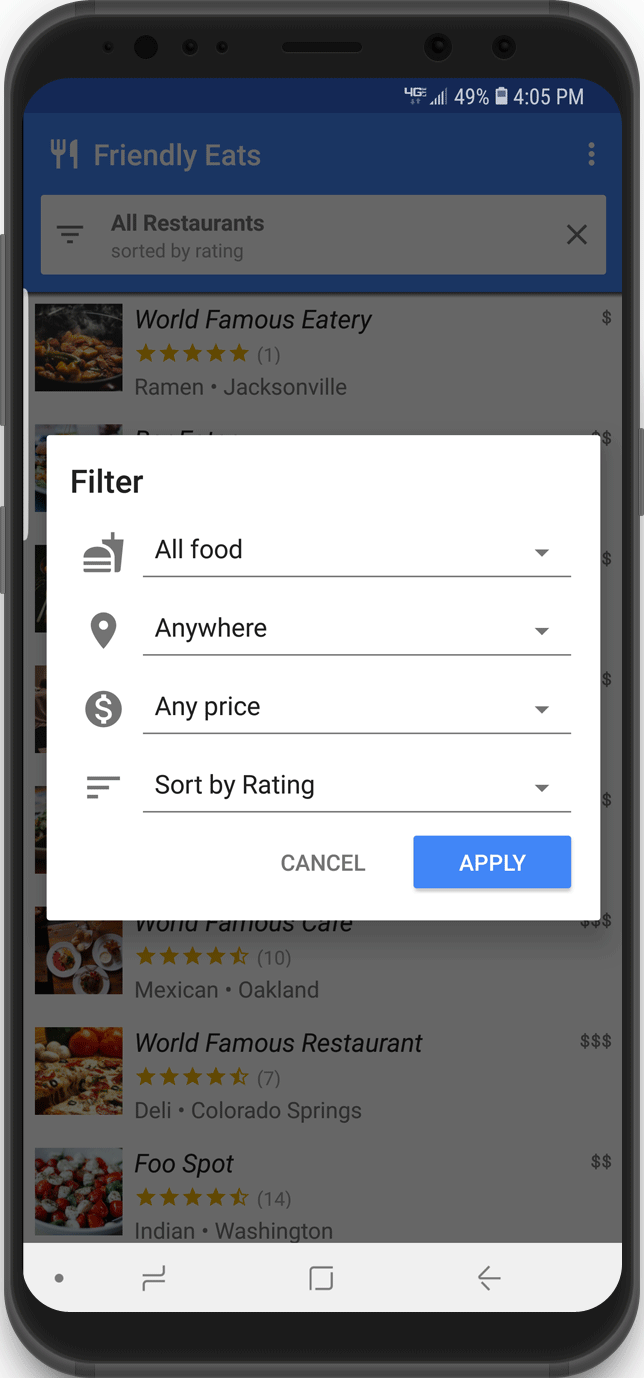 4G 49% 4:05 PM
Friendly Eats
All Restaurants
sorted by rating
World Famous Eatery $
(1)
Ramen • Jacksonville
$$
Filter
All food
$
Anywhere
$
Any price
Sort by Rating
$
CANCEL APPLY
World Famous Cafe $$$
(10)
Mexican • Oakland
World Famous Restaurant $$$
(7)
Deli • Colorado Springs
Foo Spot $$
(14)
Indian • Washington